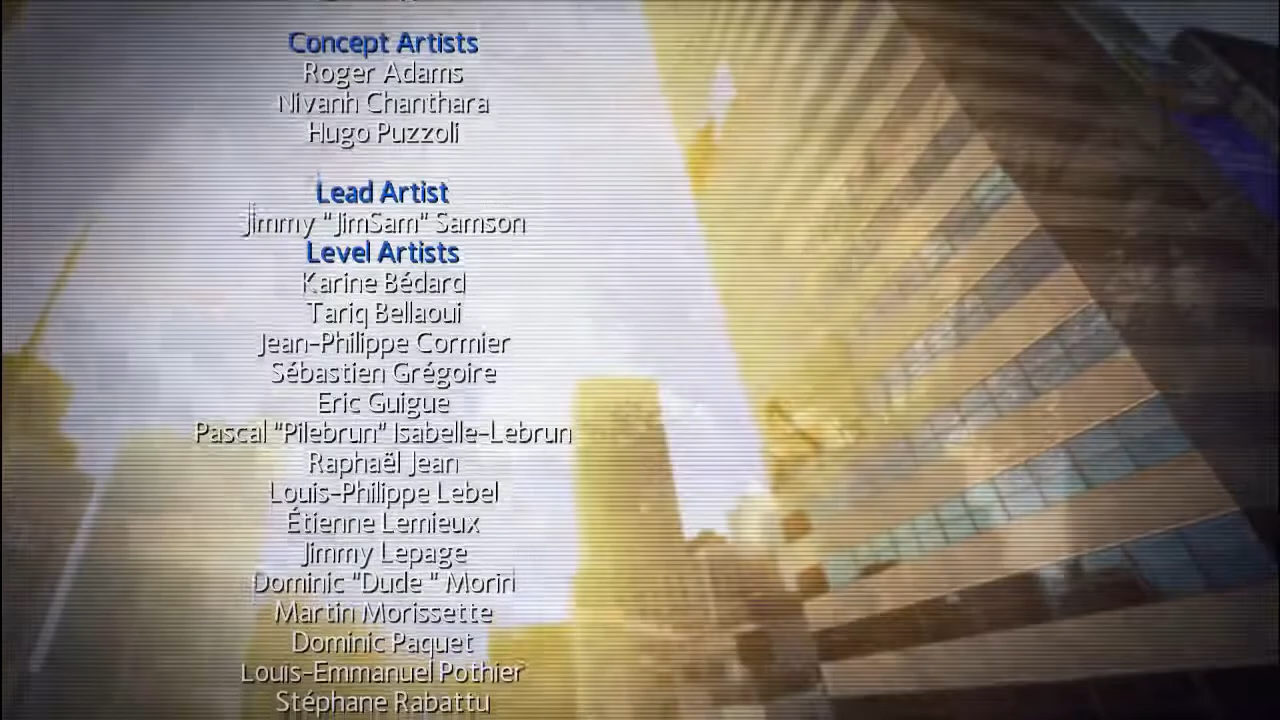 Concept Artists
Roger Adams
Nivanh Chanthara
Hugo Puzzoli
Lead Artist
Jimmy "JimSam" Samson
Level Artists
Karine Bédard
Tariq Bellaoui
Jean-Philippe Cormier
Sébastien Grégoire
Eric Guigue
Pascal "Pilebrun" Isabelle-Lebrun
Raphaël Jean
Louis-Philippe Lebel
Étienne Lemieux
Jimmy Lepage
Dominic "Dude " Morin
Martin Morissette
Dominic Paquet
Louis-Emmanuel Pothier
Stéphane Rabattu